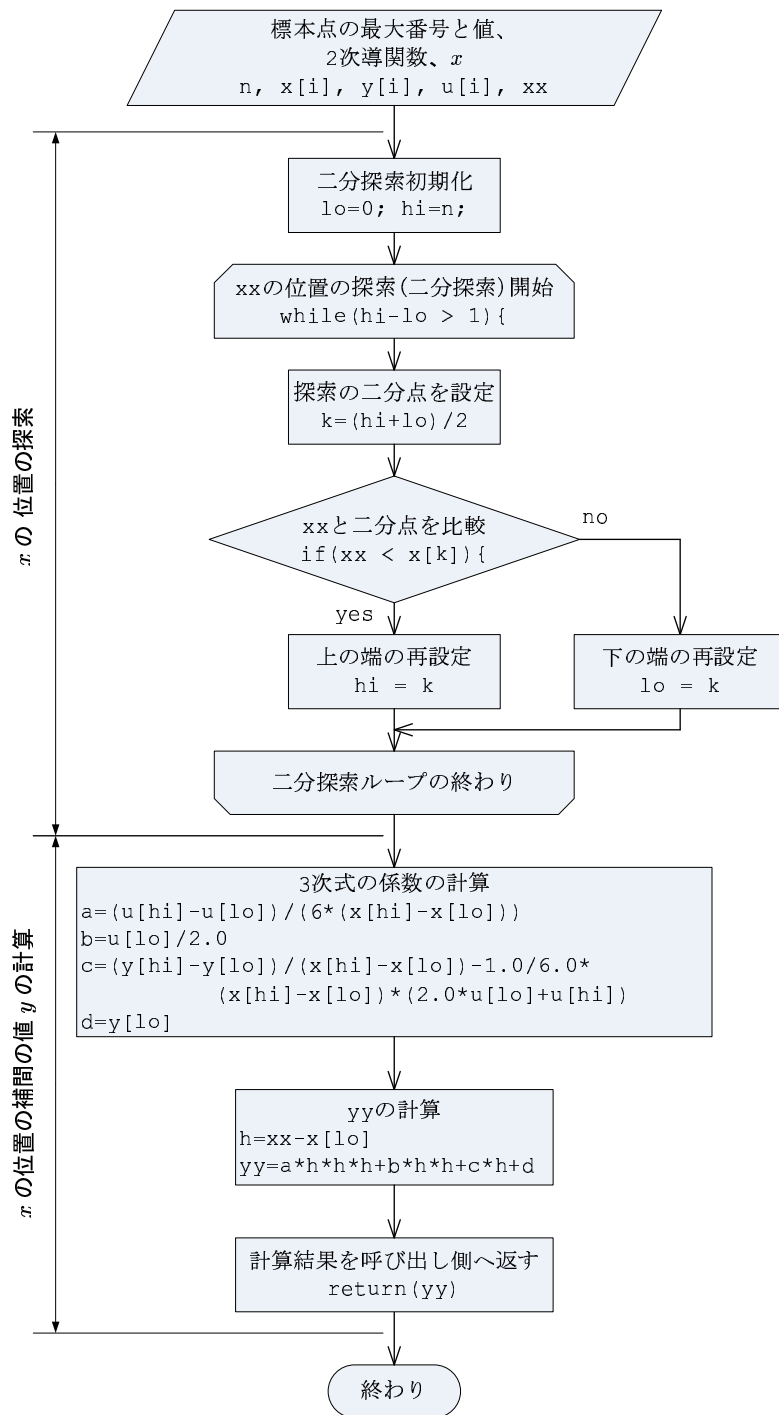 標本点の最大番号と値、
2次導関数、x
n, x[i], y[i], u[i], xx
二分探索初期化
lo=0; hi=n;
xxの位置の探索(二分探索)開始
while(hi-lo > 1){
探索の二分点を設定
k=(hi+lo)/2
xxと二分点を比較
if(xx < x[k]){
no
yes
上の端の再設定
hi = k
下の端の再設定
lo = k
二分探索ループの終わり
x の 位置の探索
3次式の係数の計算
a=(u[hi]-u[lo])/(6*(x[hi]-x[lo]))
b=u[lo]/2.0
c=(y[hi]-y[lo])/(x[hi]-x[lo])-1.0/6.0*
(x[hi]-x[lo])*(2.0*u[lo]+u[hi])
d=y[lo]
yyの計算
h=xx-x[lo]
yy=a*h*h*h+b*h*h+c*h+d
計算結果を呼び出し側へ返す
return(yy)
x の位置の補間の値 y の計算
終わり